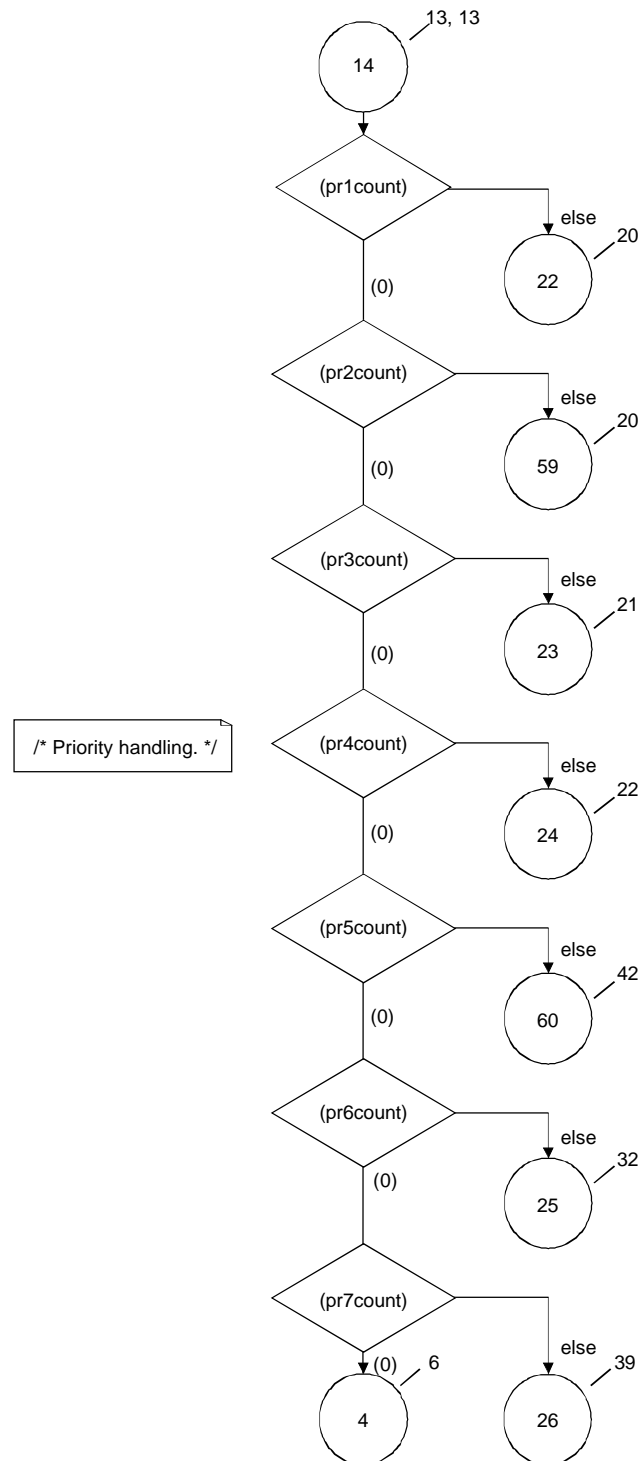 13, 13
14
(pr1count)
else
20
22
(0)
(pr2count)
else
20
59
(0)
(pr3count)
else
21
23
(0)
/* Priority handling. */
(pr4count)
else
22
24
(0)
(pr5count)
else
42
60
(0)
(pr6count)
else
32
25
(0)
(pr7count)
else
(0)
6
39
4
26